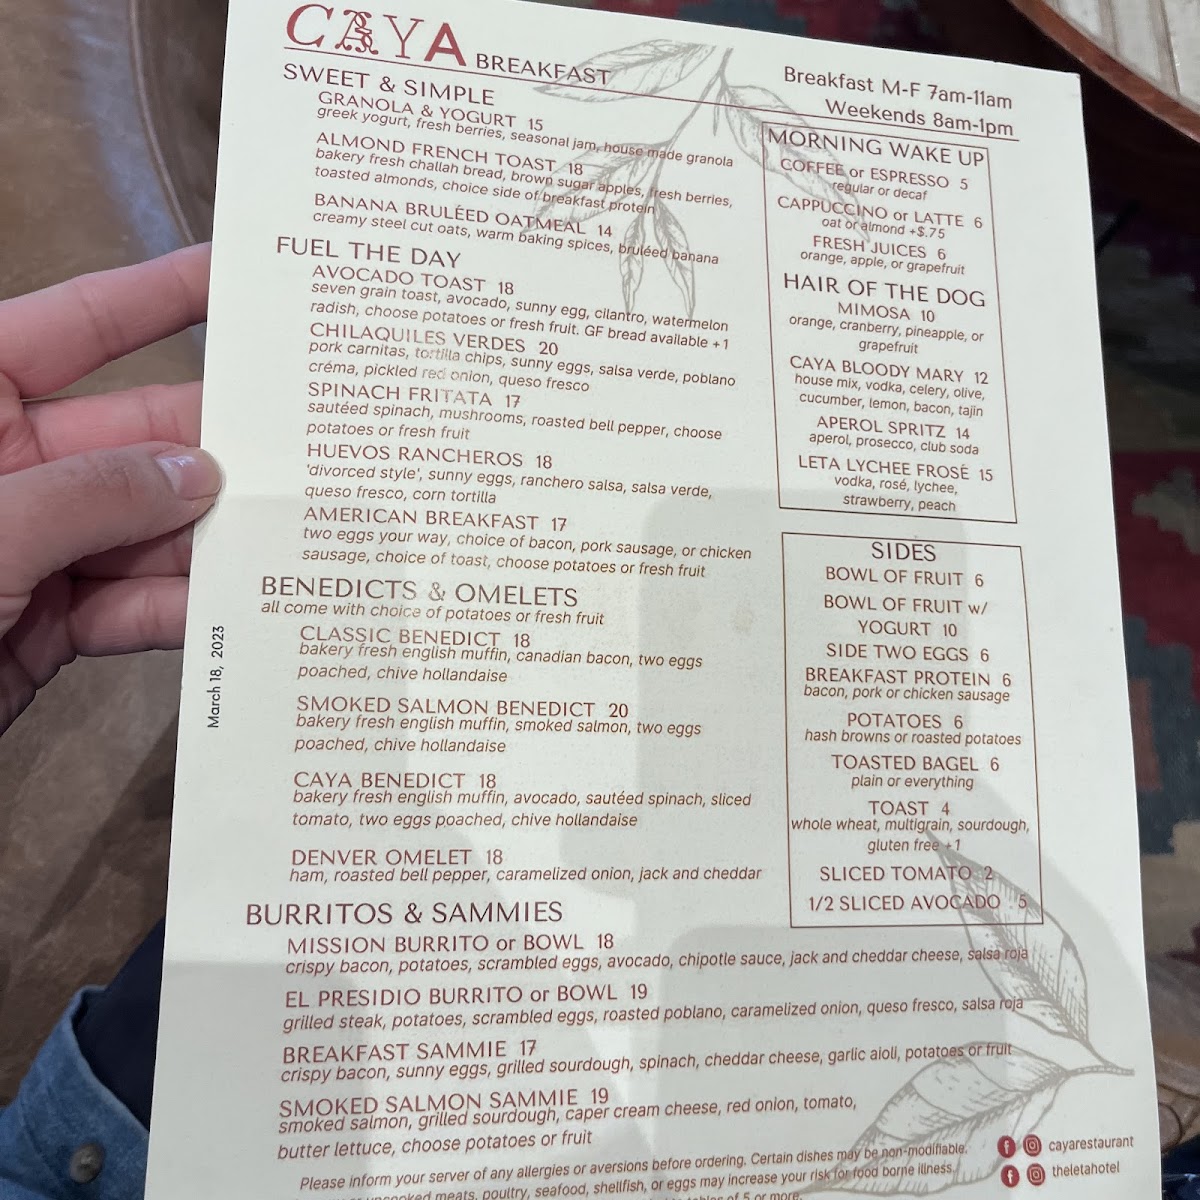 CAYA BREAKFAST
Breakfast M-F 7am-11am
Weekends 8am-1pm
SWEET & SIMPLE
GRANOLA & YOGURT 15
greek yogurt, fresh berries, seasonal jam, house made granola
ALMOND FRENCH TOAST 18
bakery fresh challah bread, brown sugar apples, fresh berries,
toasted almonds, choice side of breakfast protein
BANANA BRULÉED OATMEAL 14
creamy steel cut oats, warm baking spices, bruléed banana
FUEL THE DAY
AVOCADO TOAST 18
seven grain toast, avocado, sunny egg, cilantro, watermelon
radish, choose potatoes or fresh fruit. GF bread available +1
CHILAQUILES VERDES 20
pork carnitas, tortilla chips, sunny eggs, salsa verde, poblano
créma, pickled red onion, queso fresco
SPINACH FRITATA 17
sautéed spinach, mushrooms, roasted bell pepper, choose
potatoes or fresh fruit
HUEVOS RANCHEROS 18
'divorced style', sunny eggs, ranchero salsa, salsa verde,
queso fresco, corn tortilla
AMERICAN BREAKFAST 17
two eggs your way, choice of bacon, pork sausage, or chicken
sausage, choice of toast, choose potatoes or fresh fruit
BENEDICTS & OMELETS
all come with choice of potatoes or fresh fruit
CLASSIC BENEDICT 18
bakery fresh english muffin, canadian bacon, two eggs
poached, chive hollandaise
SMOKED SALMON BENEDICT 20
bakery fresh english muffin, smoked salmon, two eggs
poached, chive hollandaise
CAYA BENEDICT 18
bakery fresh english muffin, avocado, sautéed spinach, sliced
tomato, two eggs poached, chive hollandaise
DENVER OMELET 18
ham, roasted bell pepper, caramelized onion, jack and cheddar
BURRITOS & SAMMIES
MISSION BURRITO or BOWL 18
crispy bacon, potatoes, scrambled eggs, avocado, chipotle sauce, jack and cheddar cheese, salsa roja
EL PRESIDIO BURRITO or BOWL 19
grilled steak, potatoes, scrambled eggs, roasted poblano, caramelized onion, queso fresco, salsa roja
BREAKFAST SAMMIE 17
crispy bacon, sunny eggs, grilled sourdough, spinach, cheddar cheese, garlic aioli, potatoes or fruit
SMOKED SALMON SAMMIE 19
smoked salmon, grilled sourdough, caper cream cheese, red onion, tomato,
butter lettuce, choose potatoes or fruit
MORNING WAKE UP
COFFEE or ESPRESSO 5
regular or decaf
CAPPUCCINO or LATTE 6
oat or almond +$.75
FRESH JUICES 6
orange, apple, or grapefruit
HAIR OF THE DOG
MIMOSA 10
orange, cranberry, pineapple, or
grapefruit
CAYA BLOODY MARY 12
house mix, vodka, celery, olive,
cucumber, lemon, bacon, tajin
APEROL SPRITZ 14
aperol, prosecco, club soda
LETA LYCHEE FROSÉ 15
vodka, rosé, lychee,
strawberry, peach
SIDES
BOWL OF FRUIT 6
BOWL OF FRUIT w/
YOGURT 10
SIDE TWO EGGS 6
BREAKFAST PROTEIN 6
bacon, pork or chicken sausage
POTATOES 6
hash browns or roasted potatoes
TOASTED BAGEL 6
plain or everything
TOAST 4
whole wheat, multigrain, sourdough,
gluten free +1
SLICED TOMATO 2
1/2 SLICED AVOCADO 5
March 18, 2023
Please inform your server of any allergies or aversions before ordering. Certain dishes may be non-modifiable.
uncooked meats, poultry, seafood, shellfish, or eggs may increase your risk for food borne illness.
of 5 or more.
cayarestaurant
theletahotel